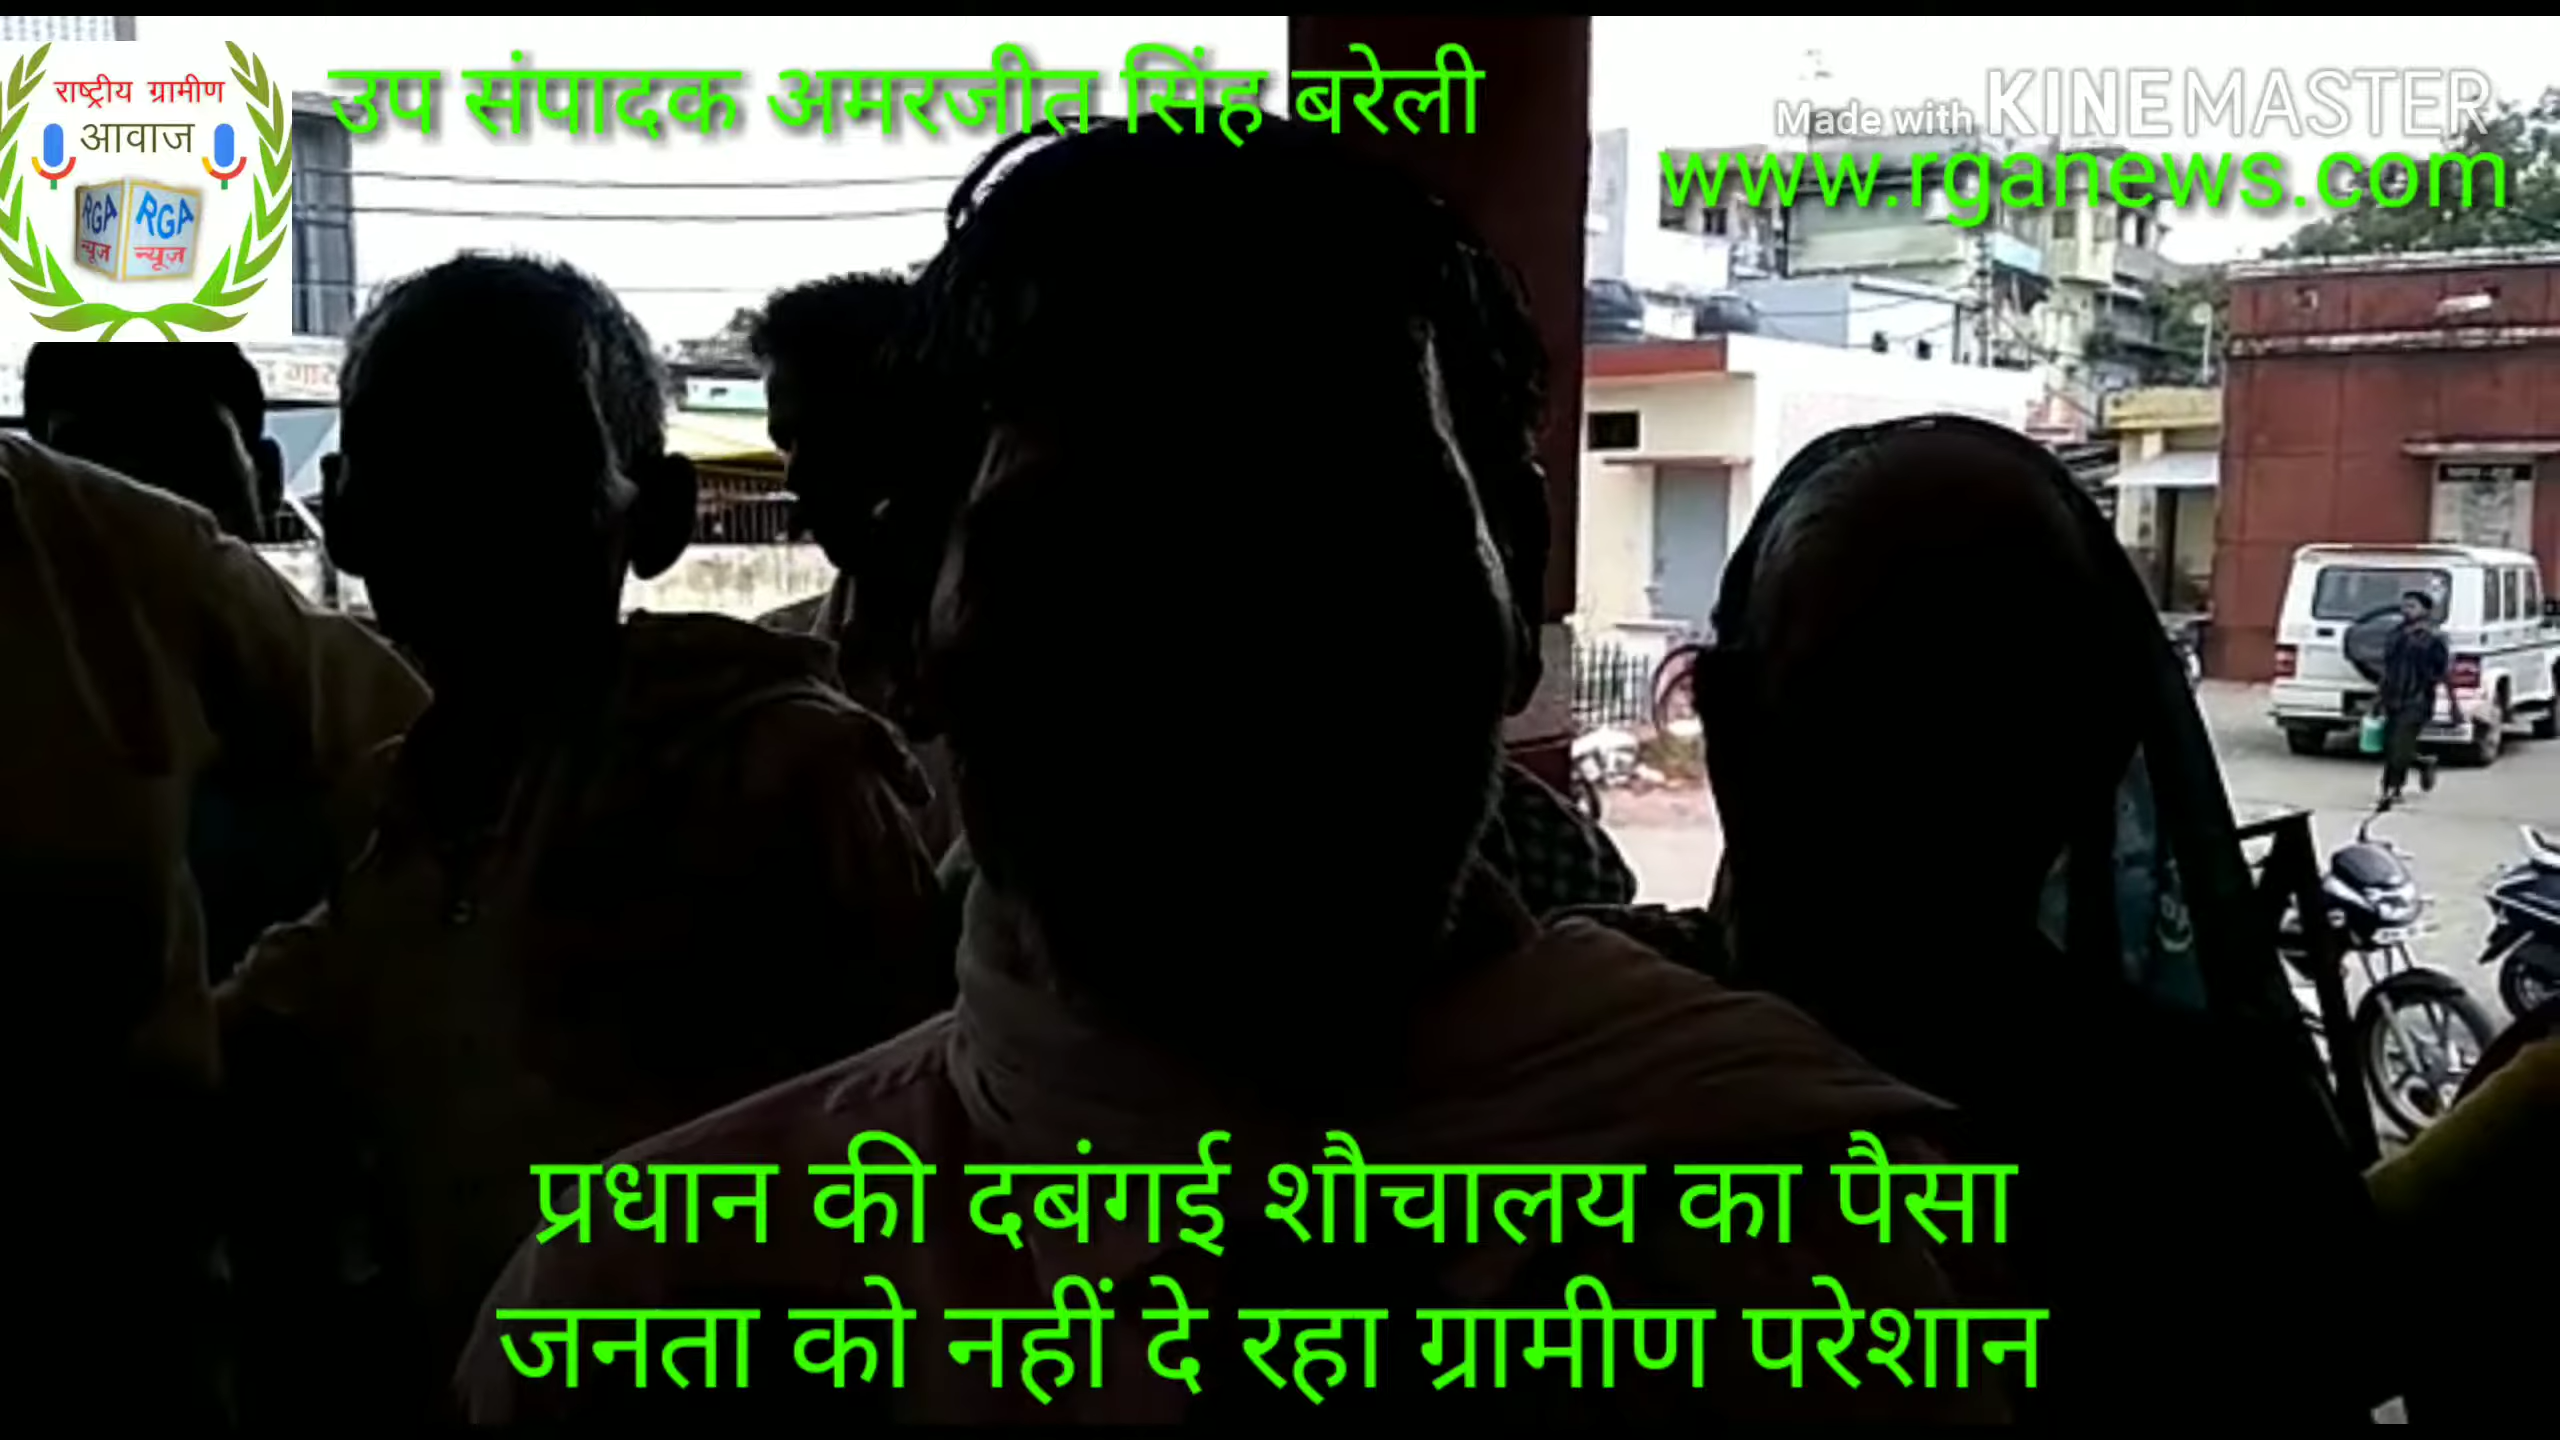 राष्ट्रीय ग्रामीण
आवाज
RGA RGA
न्यूज न्यूज़
उप संपादक अमरजीत सिंह बरेली
Made with KINEMASTER
www.rganews.com
प्रधान की दबंगई शौचालय का पैसा
जनता को नहीं दे रहा ग्रामीण परेशान